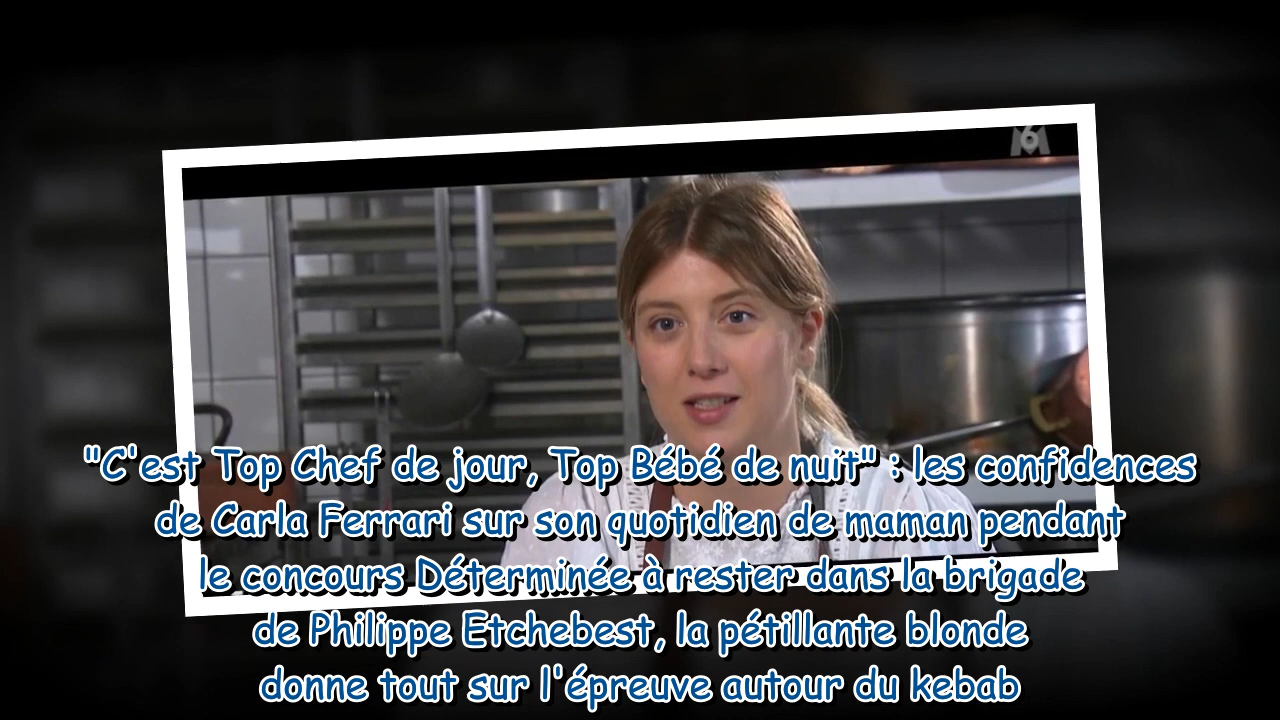 M6
"C'est Top Chef de jour, Top Bébé de nuit" : les confidences
de Carla Ferrari sur son quotidien de maman pendant
le concours Déterminée à rester dans la brigade
de Philippe Etchebest, la pétillante blonde
donne tout sur l'épreuve autour du kebab